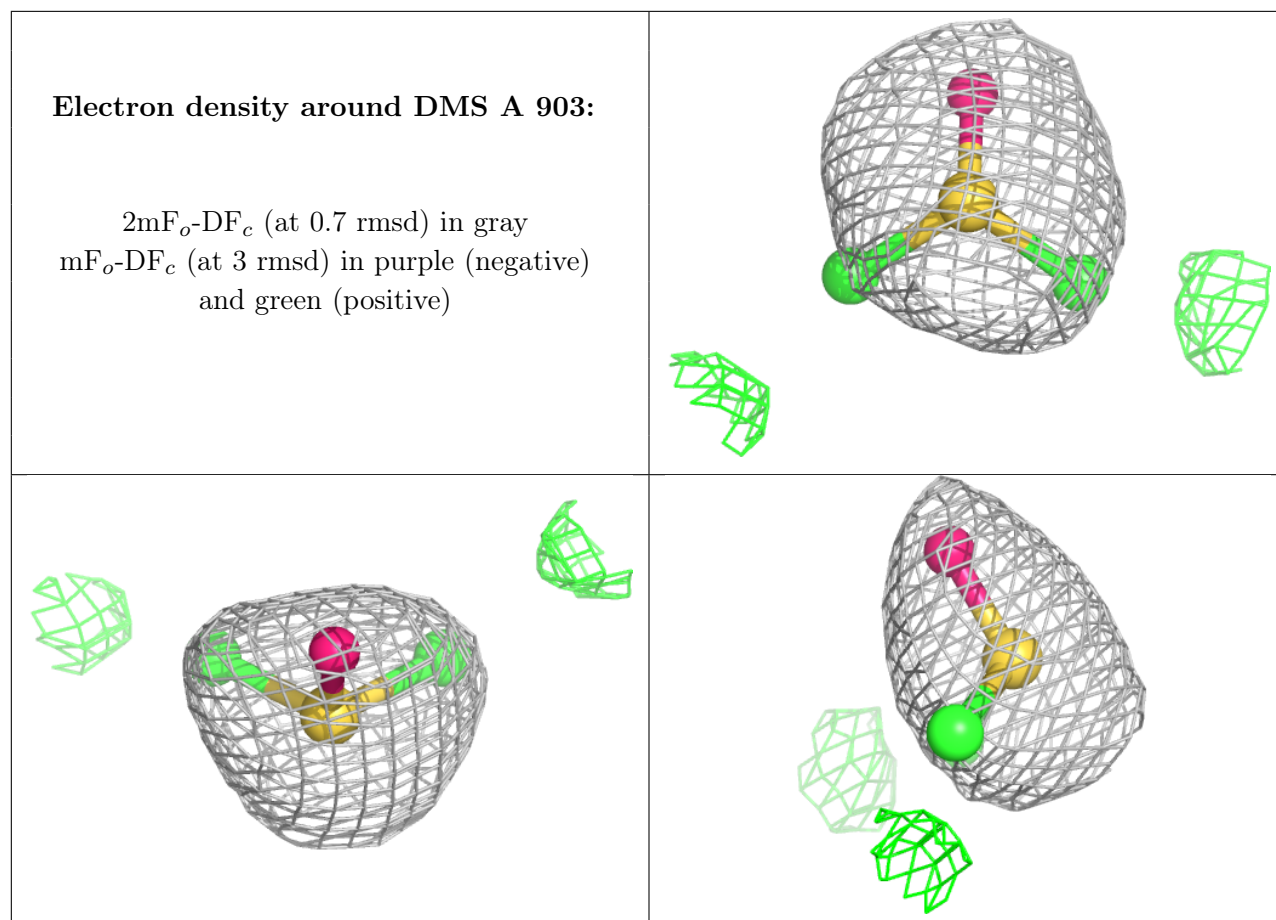 Electron density around DMS A 903:
2mFₒ-DF𝒸 (at 0.7 rmsd) in gray
mFₒ-DF𝒸 (at 3 rmsd) in purple (negative)
and green (positive)